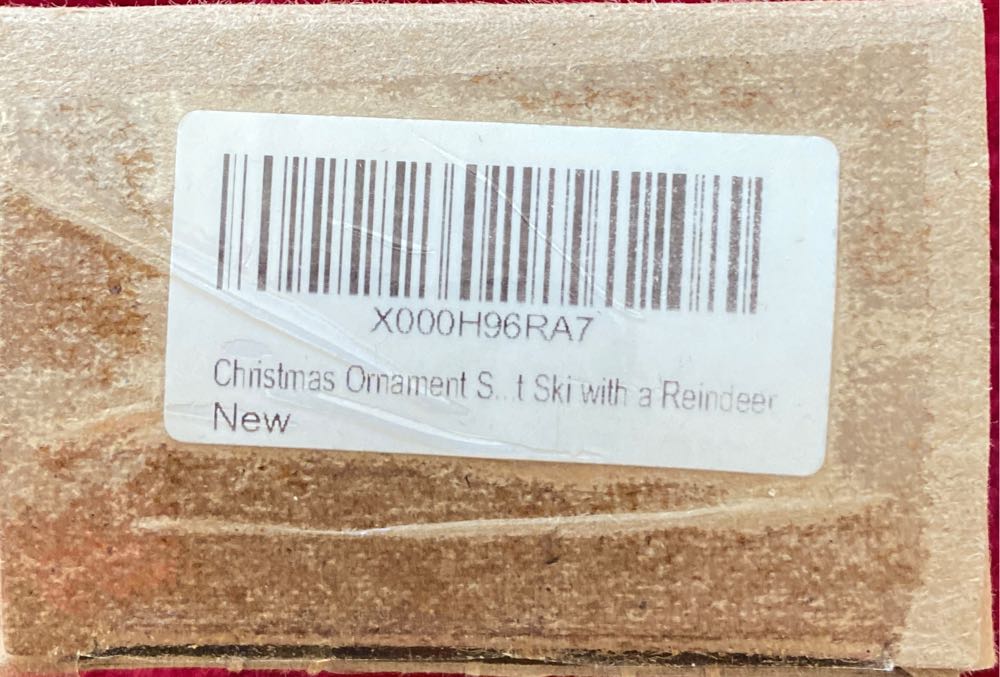 X000H96RA7
Christmas Ornament S...t Ski with a Reindeer
New